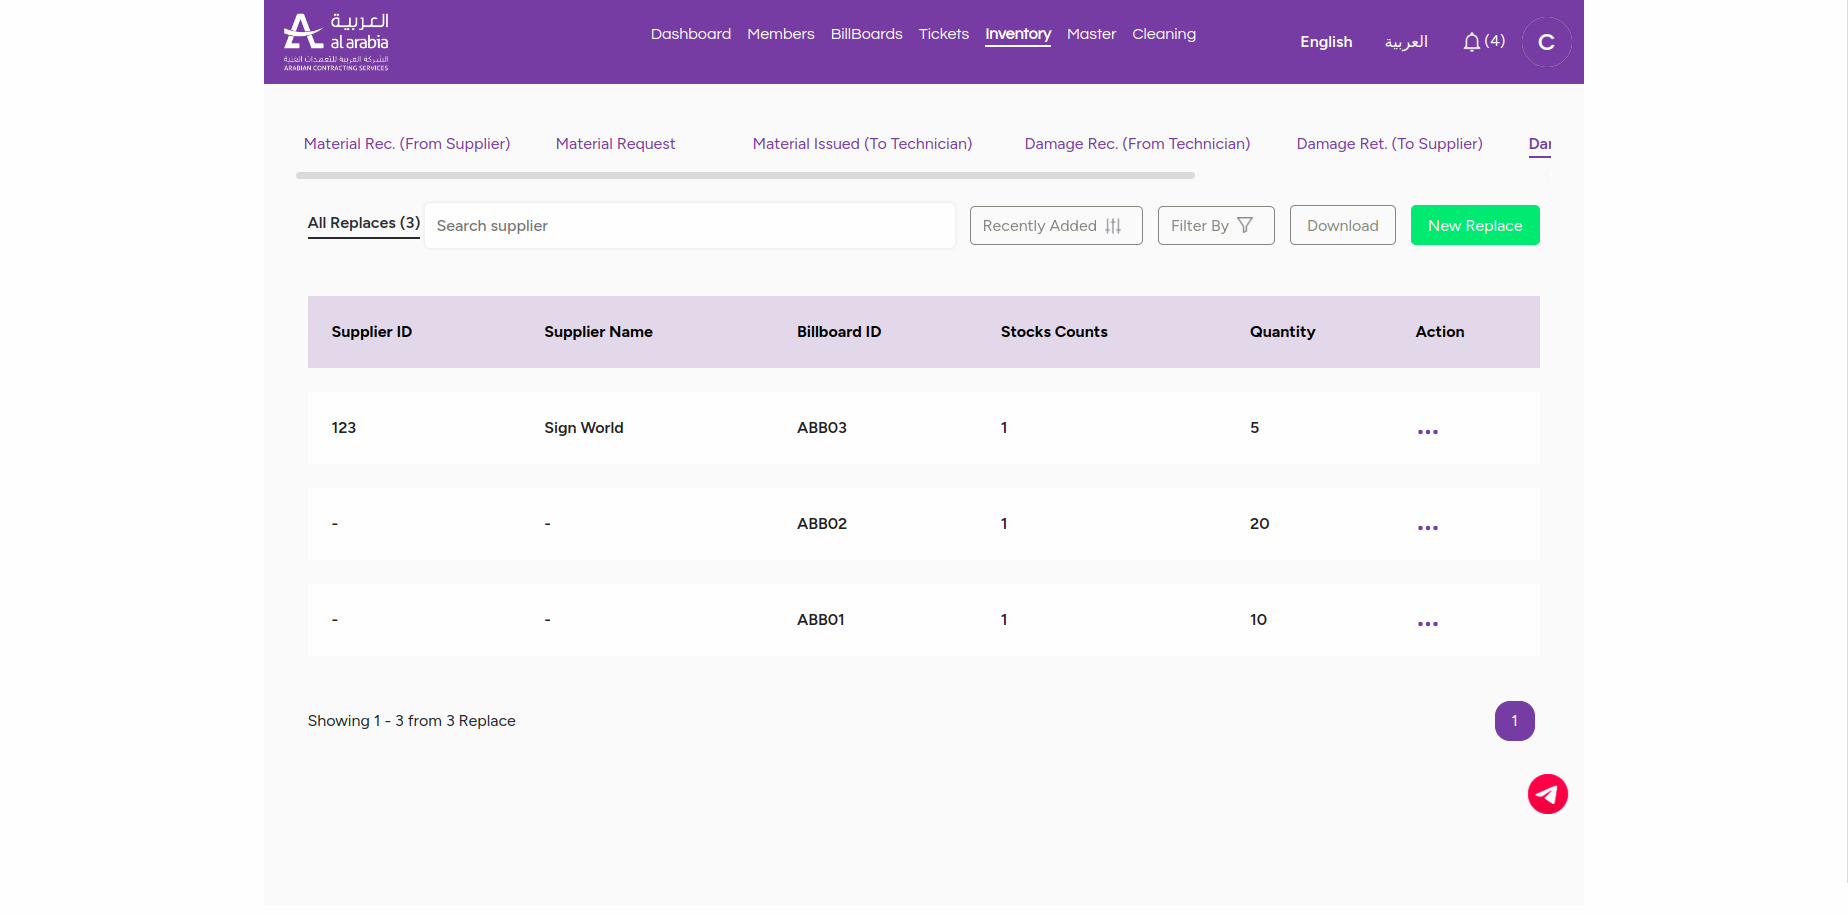 العربية
al arabia
الشركة العربية للتعهدات الفنية
ARABIAN CONTRACTING SERVICES
Dashboard Members BillBoards Tickets Inventory Master Cleaning
English العربية (4) C
Material Rec. (From Supplier) Material Request Material Issued (To Technician) Damage Rec. (From Technician) Damage Ret. (To Supplier)
All Replaces (3) Search supplier Recently Added Filter By Download New Replace
Supplier ID Supplier Name Billboard ID Stocks Counts Quantity Action
123 Sign World ABB03 1 5 ...
- - ABB02 1 20 ...
- - ABB01 1 10 ...
Showing 1 - 3 from 3 Replace 1